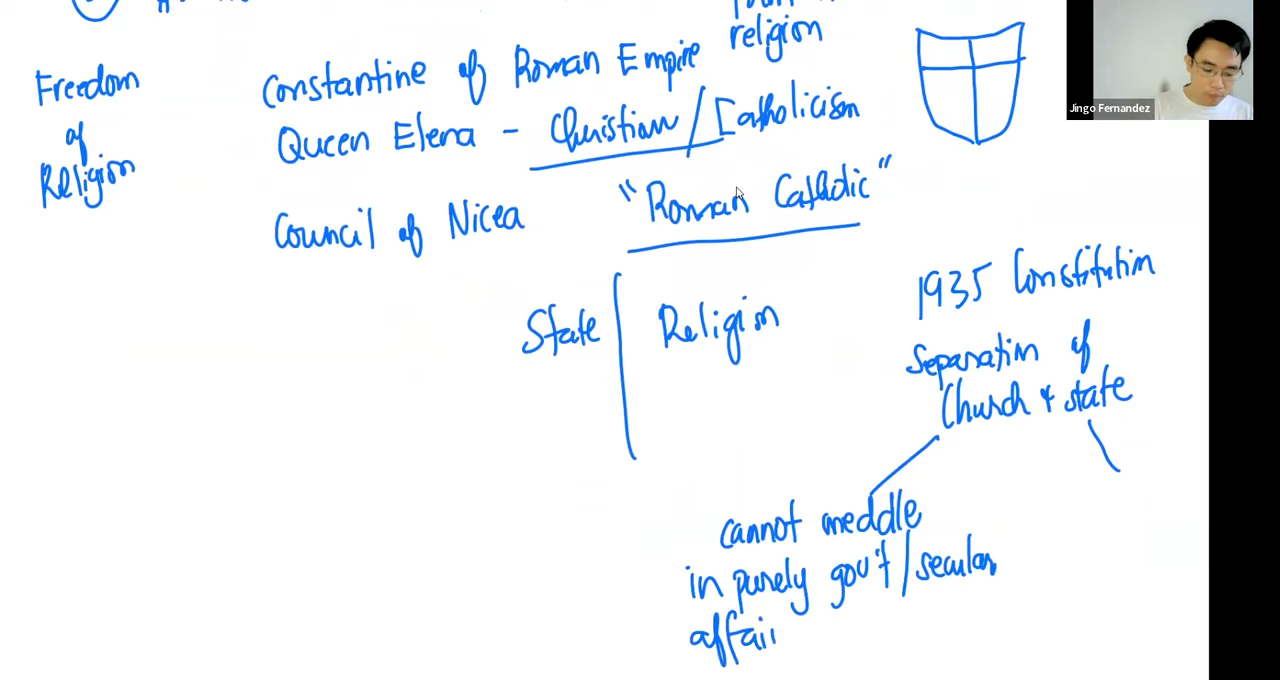 religion
Freedom
of
Religion
Constantine of Roman Empire
Queen Elena - Christian/Catholicism
"Roman Catholic"
Council of Nicea
State
Religion
1935 Constitution
Separation of
Church & state
cannot meddle
in purely gov't/secular
affair
Jingo Fernandez